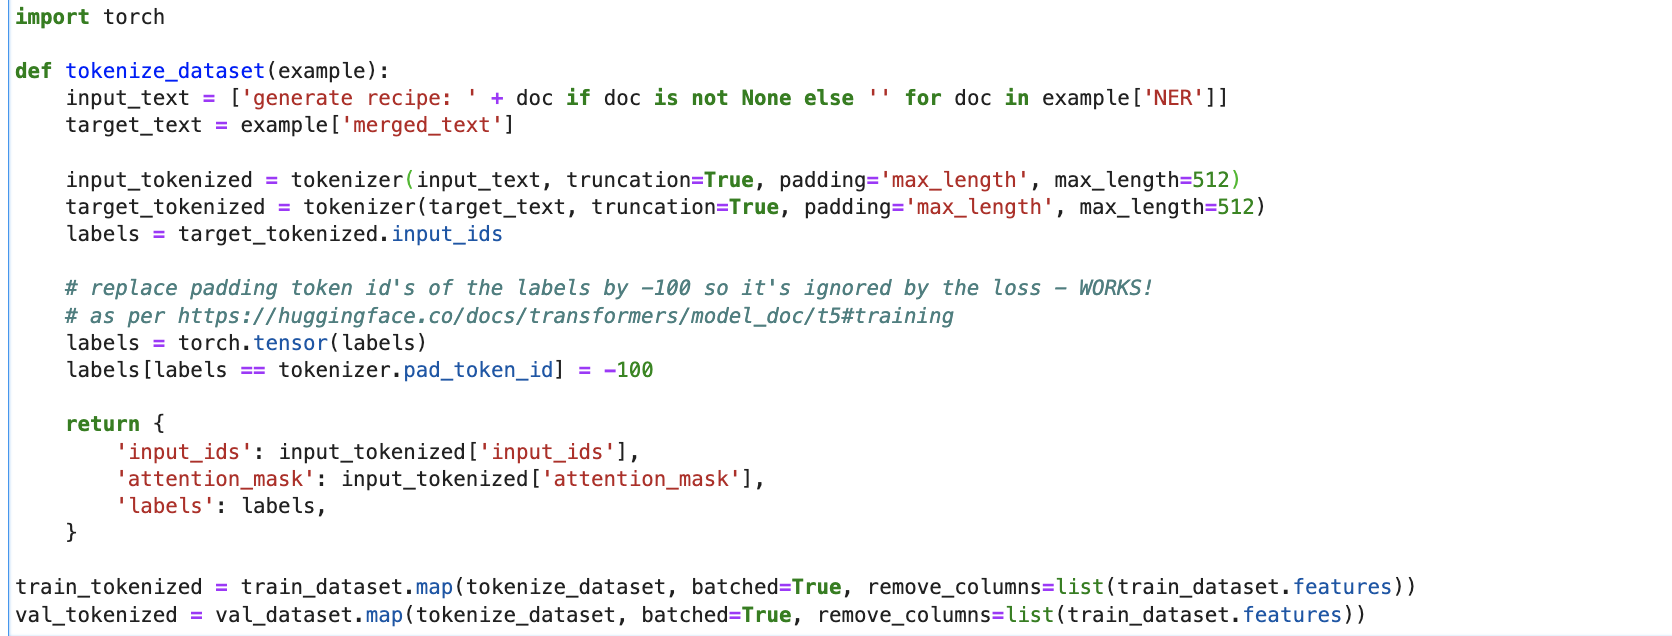 import torch
def tokenize_dataset(example):
    input_text = ['generate recipe: ' + doc if doc is not None else '' for doc in example['NER']]
    target_text = example['merged_text']
    input_tokenized = tokenizer(input_text, truncation=True, padding='max_length', max_length=512)
    target_tokenized = tokenizer(target_text, truncation=True, padding='max_length', max_length=512)
    labels = target_tokenized.input_ids
    # replace padding token id's of the labels by -100 so it's ignored by the loss - WORKS!
    # as per https://huggingface.co/docs/transformers/model_doc/t5#training
    labels = torch.tensor(labels)
    labels[labels == tokenizer.pad_token_id] = -100
    return {
        'input_ids': input_tokenized['input_ids'],
        'attention_mask': input_tokenized['attention_mask'],
        'labels': labels,
    }
train_tokenized = train_dataset.map(tokenize_dataset, batched=True, remove_columns=list(train_dataset.features))
val_tokenized = val_dataset.map(tokenize_dataset, batched=True, remove_columns=list(train_dataset.features))